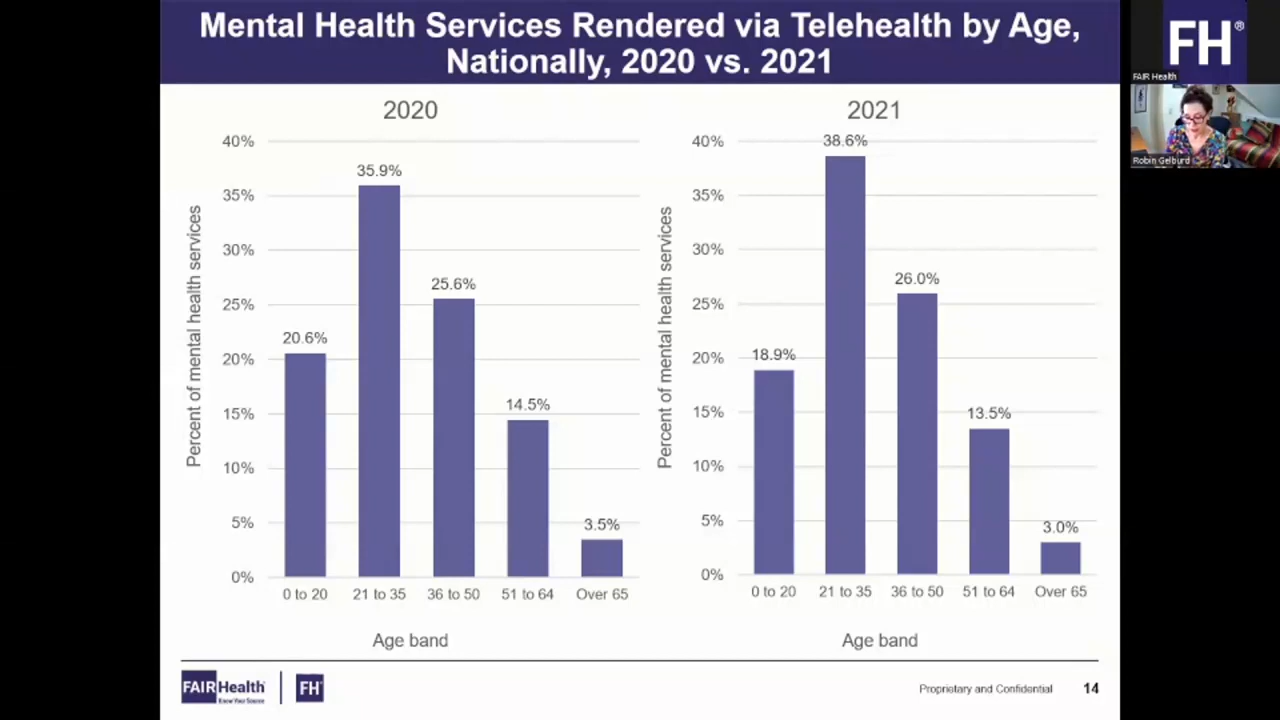 Mental Health Services Rendered via Telehealth by Age,
Nationally, 2020 vs. 2021
2020
40%
35%
30%
25%
20%
15%
10%
5%
0%
Percent of mental health services
20.6%
35.9%
25.6%
14.5%
3.5%
0 to 20
21 to 35
36 to 50
51 to 64
Over 65
Age band
2021
40%
35%
30%
25%
20%
15%
10%
5%
0%
Percent of mental health services
18.9%
38.6%
26.0%
13.5%
3.0%
0 to 20
21 to 35
36 to 50
51 to 64
Over 65
Age band
FAIRHealth
Know Your Source
FH
Proprietary and Confidential
14
FH®
FAIR Health
Robin Gelburd